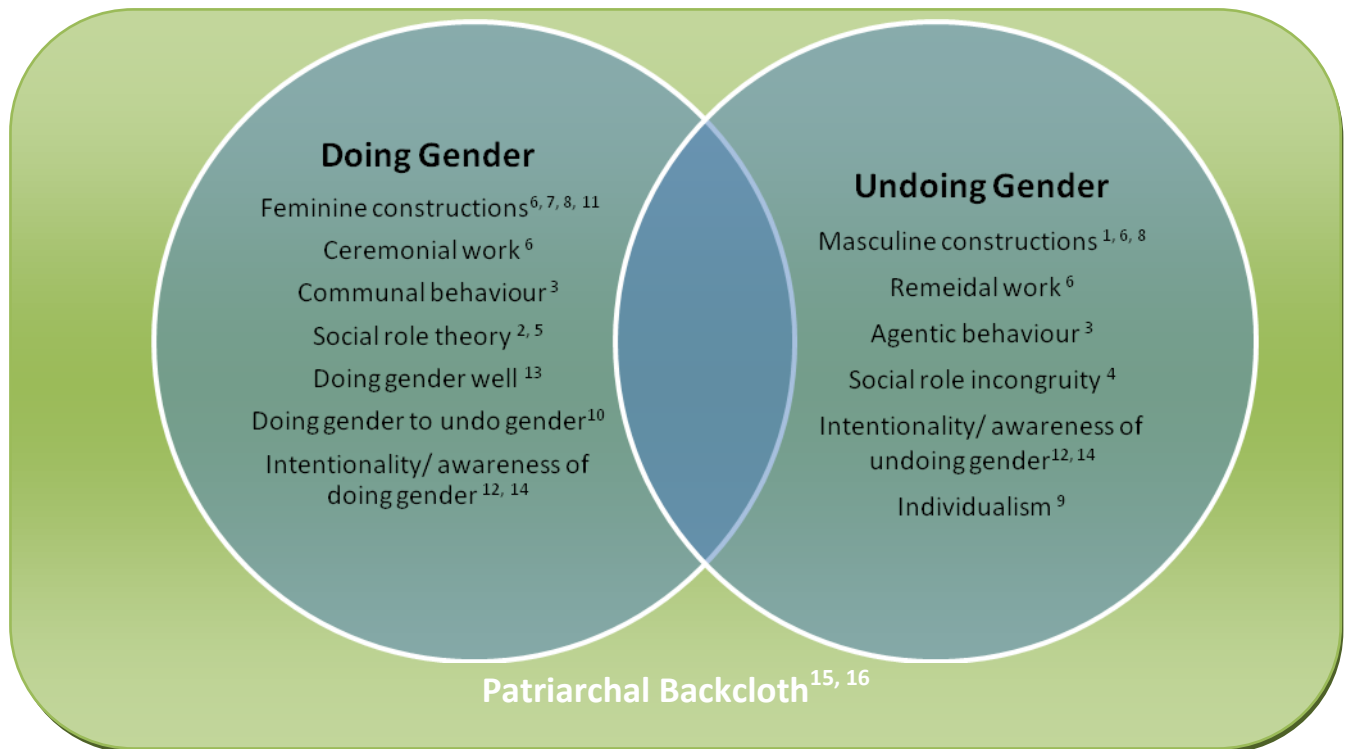 Doing Gender
Feminine constructions6, 7, 8, 11
Ceremonial work 6
Communal behaviour 3
Social role theory 2, 5
Doing gender well 13
Doing gender to undo gender10
Intentionality/ awareness of
doing gender 12, 14
Undoing Gender
Masculine constructions 1, 6, 8
Remeidal work 6
Agentic behaviour 3
Social role incongruity 4
Intentionality/ awareness of
undoing gender12, 14
Individualism 9
Patriarchal Backcloth15, 16